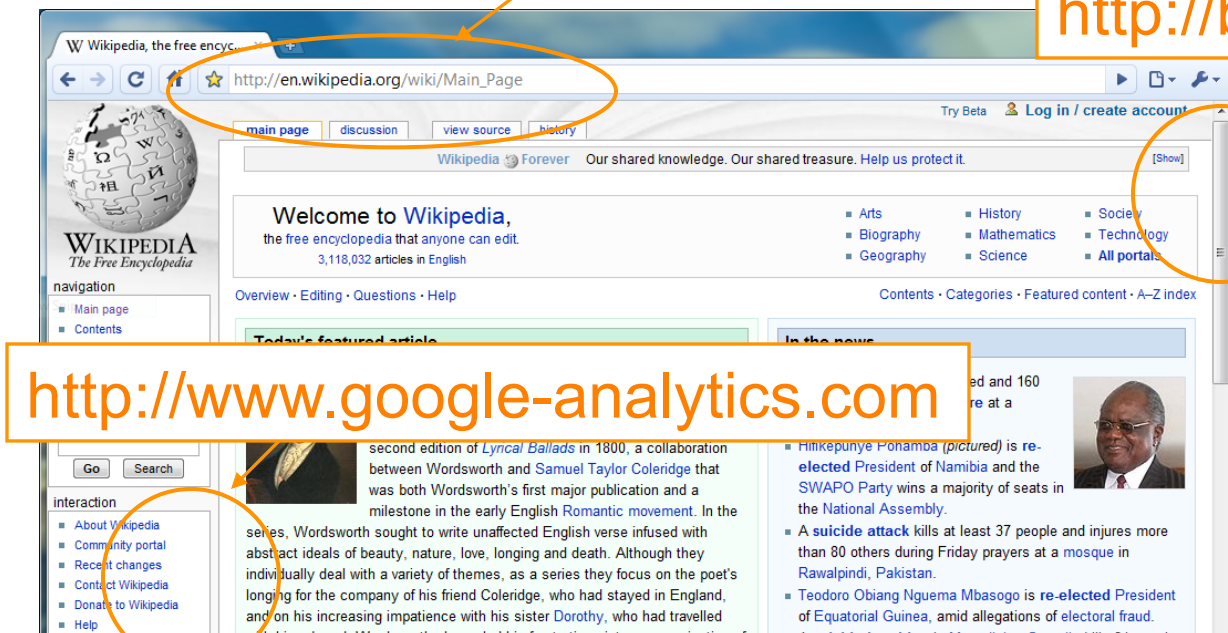 http://b
Wikipedia, the free encyc...
http://en.wikipedia.org/wiki/Main_Page
Try Beta Log in / create account
main page discussion view source history
Wikipedia Forever Our shared knowledge. Our shared treasure. Help us protect it. [Show]
WIKIPEDIA
The Free Encyclopedia
Welcome to Wikipedia,
the free encyclopedia that anyone can edit.
3,118,032 articles in English
Arts
Biography
Geography
History
Mathematics
Science
Society
Technology
All portals
navigation
Main page
Contents
Overview · Editing · Questions · Help
Contents · Categories · Featured content · A–Z index
Today's featured article
In the news
http://www.google-analytics.com
Go Search
interaction
About Wikipedia
Community portal
Recent changes
Contact Wikipedia
Donate to Wikipedia
Help
second edition of Lyrical Ballads in 1800, a collaboration
between Wordsworth and Samuel Taylor Coleridge that
was both Wordsworth's first major publication and a
milestone in the early English Romantic movement. In the
series, Wordsworth sought to write unaffected English verse infused with
abstract ideals of beauty, nature, love, longing and death. Although they
individually deal with a variety of themes, as a series they focus on the poet's
longing for the company of his friend Coleridge, who had stayed in England,
and on his increasing impatience with his sister Dorothy, who had travelled
ed and 160
re at a
Hifikepunye Pohamba (pictured) is re-
elected President of Namibia and the
SWAPO Party wins a majority of seats in
the National Assembly.
A suicide attack kills at least 37 people and injures more
than 80 others during Friday prayers at a mosque in
Rawalpindi, Pakistan.
Teodoro Obiang Nguema Mbasogo is re-elected President
of Equatorial Guinea, amid allegations of electoral fraud.